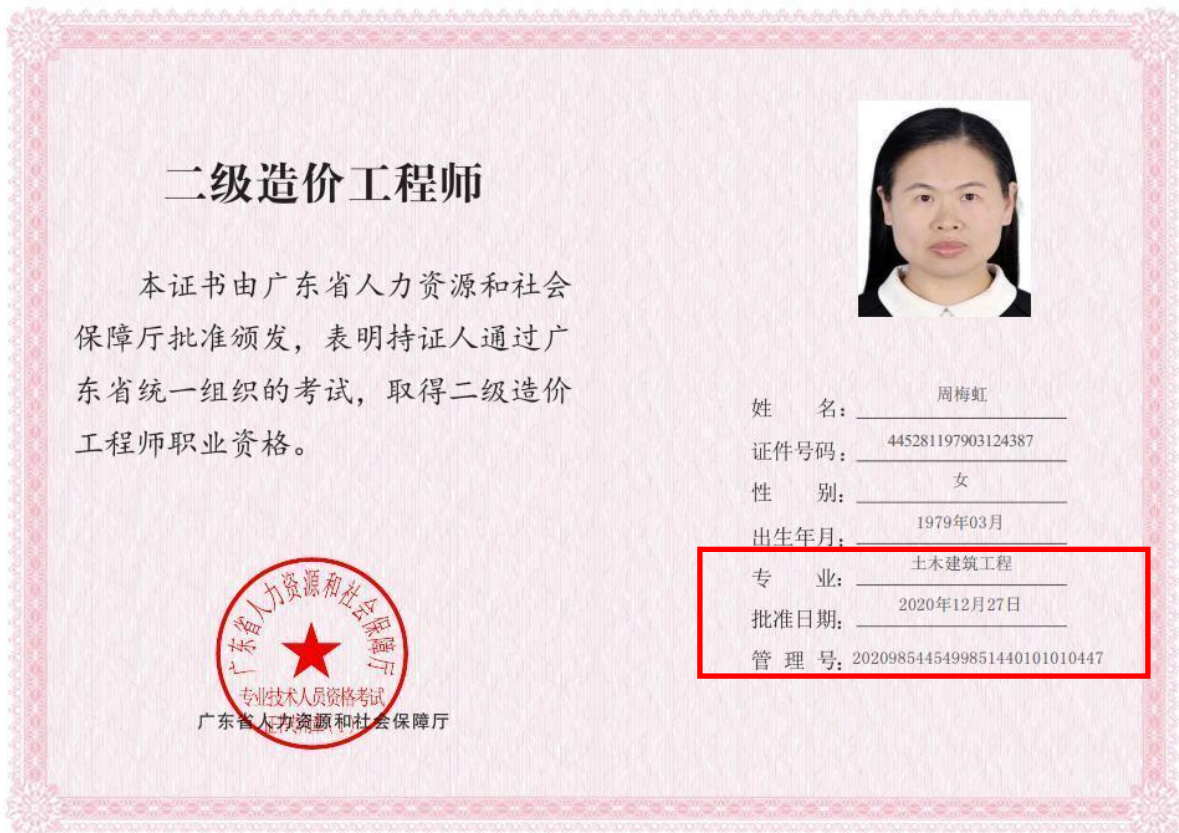 二级造价工程师
本证书由广东省人力资源和社会
保障厅批准颁发，表明持证人通过广
东省统一组织的考试，取得二级造价
工程师职业资格。
姓 名：周梅虹
证件号码：445281197903124387
性 别：女
出生年月：1979年03月
专 业：土木建筑工程
批准日期：2020年12月27日
管 理 号：20209854454999851440101010447
广东省人力资源和社会保障厅
专业技术人员资格考试
广东省人力资源和社会保障厅